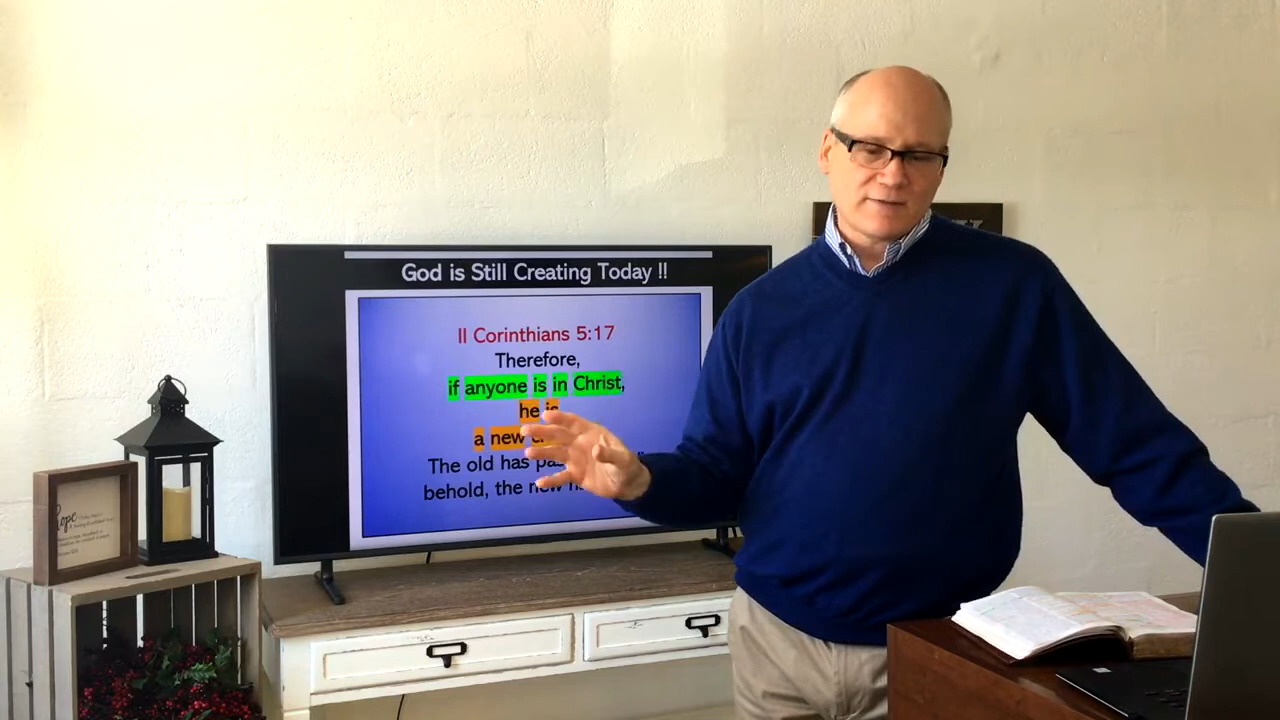 God is Still Creating Today !!
II Corinthians 5:17
Therefore,
if anyone is in Christ,
he is
a new
The old has
behold, the new
hope